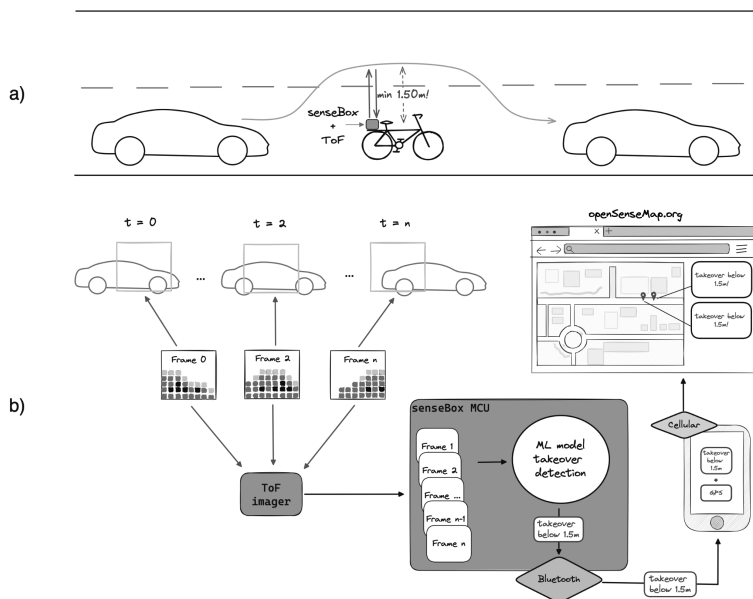 a)
min 1.50m!
senseBox
+
ToF
t = 0
t = 2
t = n
...
...
Frame 0
Frame 2
Frame n
b)
ToF
imager
senseBox MCU
Frame 1
Frame 2
Frame ...
Frame n-1
Frame n
ML model
takeover
detection
takeover
below 1.5m
Bluetooth
takeover
below 1.5m
openSenseMap.org
x
+
takeover below
1.5m!
takeover below
1.5m!
Cellular
takeover
below
1.5m
+
GPS